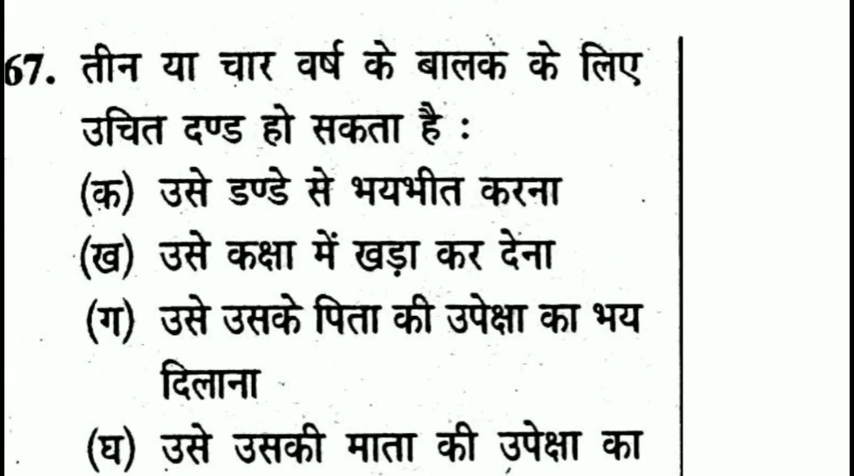 67. तीन या चार वर्ष के बालक के लिए
उचित दण्ड हो सकता है :
(क) उसे डण्डे से भयभीत करना
(ख) उसे कक्षा में खड़ा कर देना
(ग) उसे उसके पिता की उपेक्षा का भय
दिलाना
(घ) उसे उसकी माता की उपेक्षा का